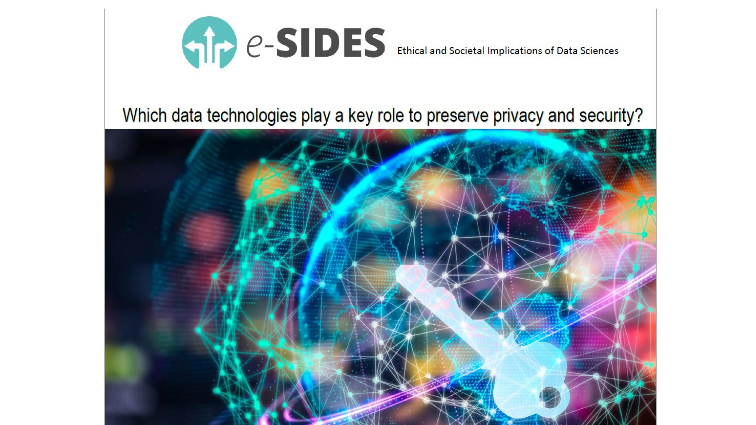 e-SIDES Ethical and Societal Implications of Data Sciences
Which data technologies play a key role to preserve privacy and security?